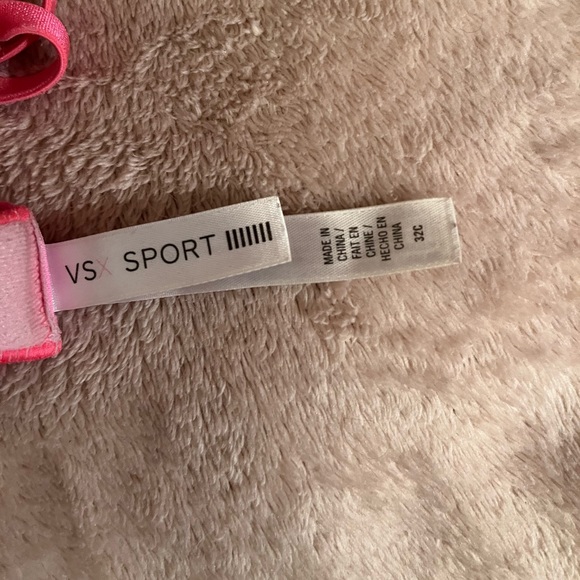 VSX SPORT
MADE IN
CHINA /
FAIT EN
CHINE /
HECHO EN
CHINA
32C